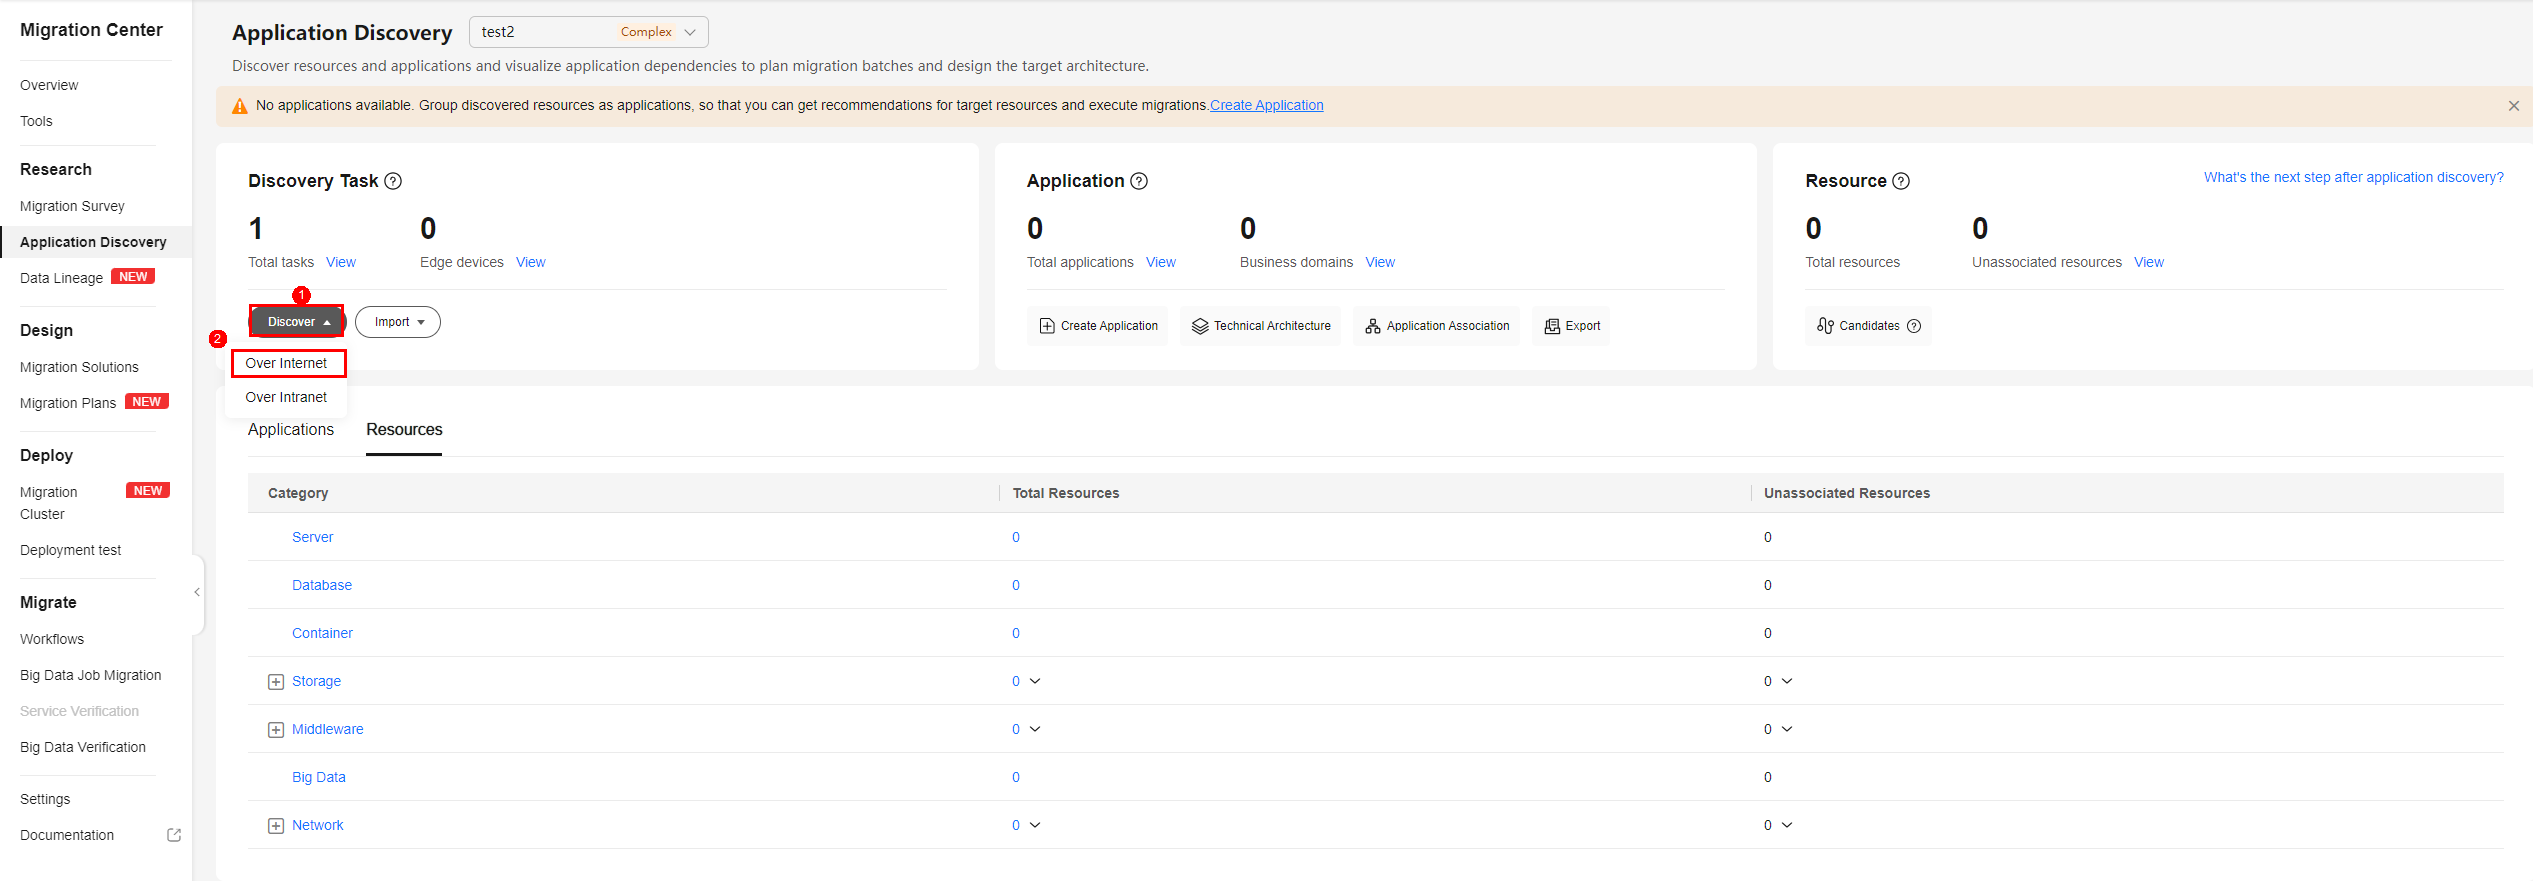 Migration Center
Overview
Tools
Research
Migration Survey
Application Discovery
Data Lineage NEW
Design
Migration Solutions
Migration Plans NEW
Deploy
Migration Cluster NEW
Deployment test
Migrate
Workflows
Big Data Job Migration
Service Verification
Big Data Verification
Settings
Documentation
Application Discovery test2 Complex
Discover resources and applications and visualize application dependencies to plan migration batches and design the target architecture.
No applications available. Group discovered resources as applications, so that you can get recommendations for target resources and execute migrations.Create Application
Discovery Task ?
1 0
Total tasks View Edge devices View
1
Discover Import
2
Over Internet
Over Intranet
Application ?
0 0
Total applications View Business domains View
Create Application Technical Architecture Application Association Export
Resource ? What's the next step after application discovery?
0 0
Total resources Unassociated resources View
Candidates ?
Applications Resources
Category Total Resources Unassociated Resources
Server 0 0
Database 0 0
Container 0 0
Storage 0 0
Middleware 0 0
Big Data 0 0
Network 0 0